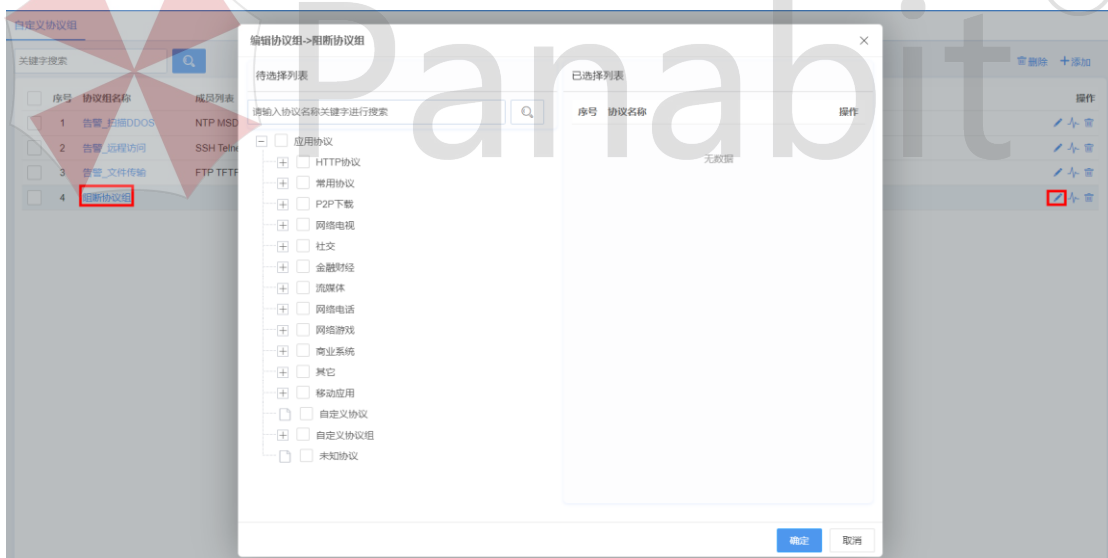 自定义协议组
关键字搜索
删除 添加
序号 协议组名称 成员列表 操作
1 告警_扫描DDOS NTP MSD
2 告警_远程访问 SSH Telne
3 告警_文件传输 FTP TFTP
4 阻断协议组
编辑协议组->阻断协议组
待选择列表
请输入协议名称关键字进行搜索
应用协议
HTTP协议
常用协议
P2P下载
网络电视
社交
金融财经
流媒体
网络电话
网络游戏
商业系统
其它
移动应用
自定义协议
自定义协议组
未知协议
已选择列表
序号 协议名称 操作
无数据
确定 取消
Panabit